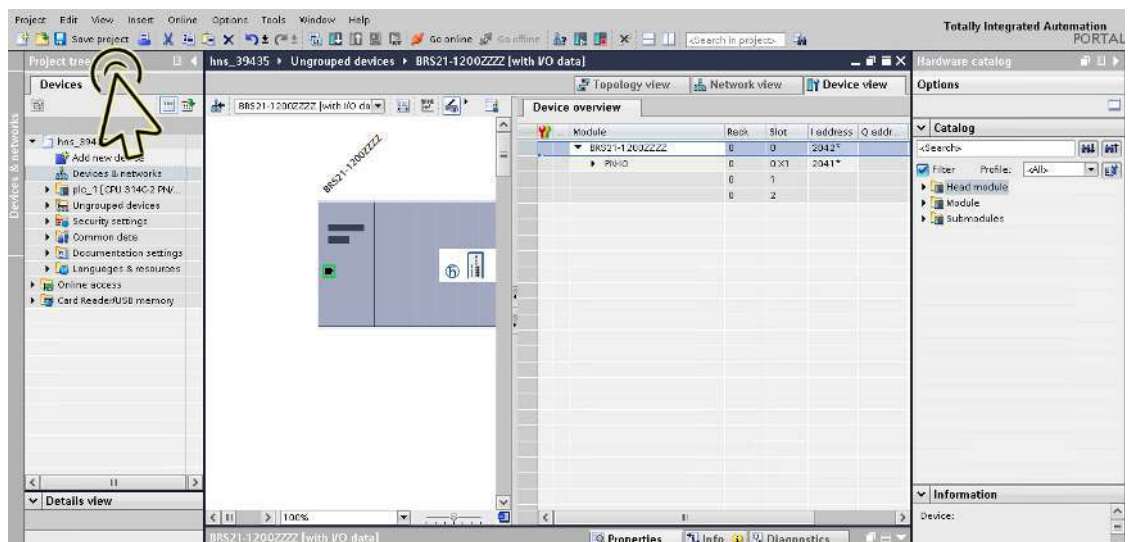 Project Edit View Insert Online Options Tools Window Help
Totally Integrated Automation
PORTAL
Save project
Go online
Go offline
<Search in project>
Project tree
hns_39435 ▸ Ungrouped devices ▸ BRS21-1200ZZZZ [with I/O data]
Hardware catalog
Devices
Topology view
Network view
Device view
Options
BRS21-1200ZZZZ [with I/O da
Device overview
Module Rack Slot I address Q addr...
BRS21-1200ZZZZ 0 0 2042*
PN-IO 0 0 X1 2041*
0 1
0 2
Catalog
<Search>
Filter Profile: <All>
Head module
Module
Submodules
Devices & networks
hns_394
Add new
Devices & networks
plc_1 [CPU 314C-2 PN/...
Ungrouped devices
Security settings
Common data
Documentation settings
Languages & resources
Online access
Card Reader/USB memory
BRS21-1200ZZZZ
Details view
100%
Information
Device:
BRS21-1200ZZZZ [with I/O data]
Properties
Info
Diagnostics